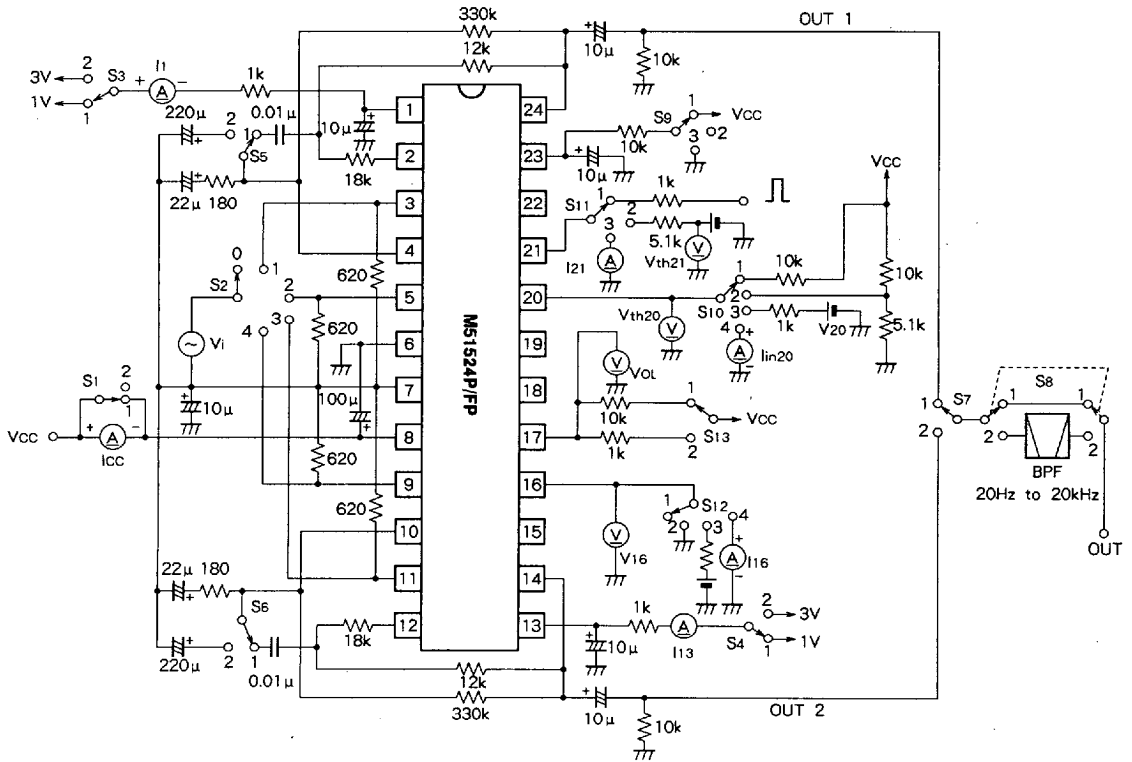 330k
12k
10μ
10k
OUT 1
3V
1V
2
1
S3
+ I1 −
A
1k
220μ
0.01μ
2
1
S5
10μ
22μ 180
18k
S9
1
2
3
VCC
10k
10μ
S11
1
2
3
1k
5.1k
A
I21
V
Vth21
VCC
10k
10k
5.1k
S10
1
2
3
4
1k
V20
A
Iin20
Vth20
V
V
VOL
10k
1k
1
2
S13
VCC
S2
0
1
2
3
4
Vi
10μ
620
620
620
620
100μ
S1
2
1
VCC
+ A −
ICC
M51524P/FP
1
2
3
4
5
6
7
8
9
10
11
12
24
23
22
21
20
19
18
17
16
15
14
13
V
V16
S12
1
2
3
4
A
I16
1
2
S7
S8
1
1
2
2
BPF
20Hz to 20kHz
OUT
22μ 180
S6
220μ
2
1
0.01μ
18k
12k
330k
10μ
1k
A
I13
S4
2
1
3V
1V
10μ
10k
OUT 2